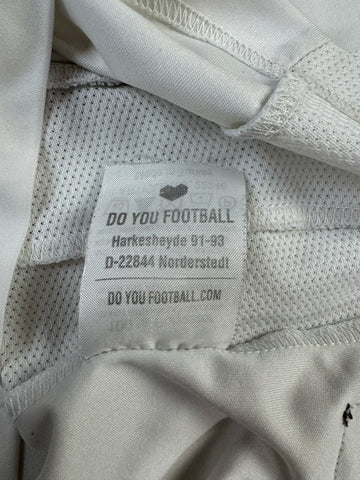 DO YOU FOOTBALL
Harkesheyde 91-93
D-22844 Norderstedt
DO YOU FOOTBALL.COM